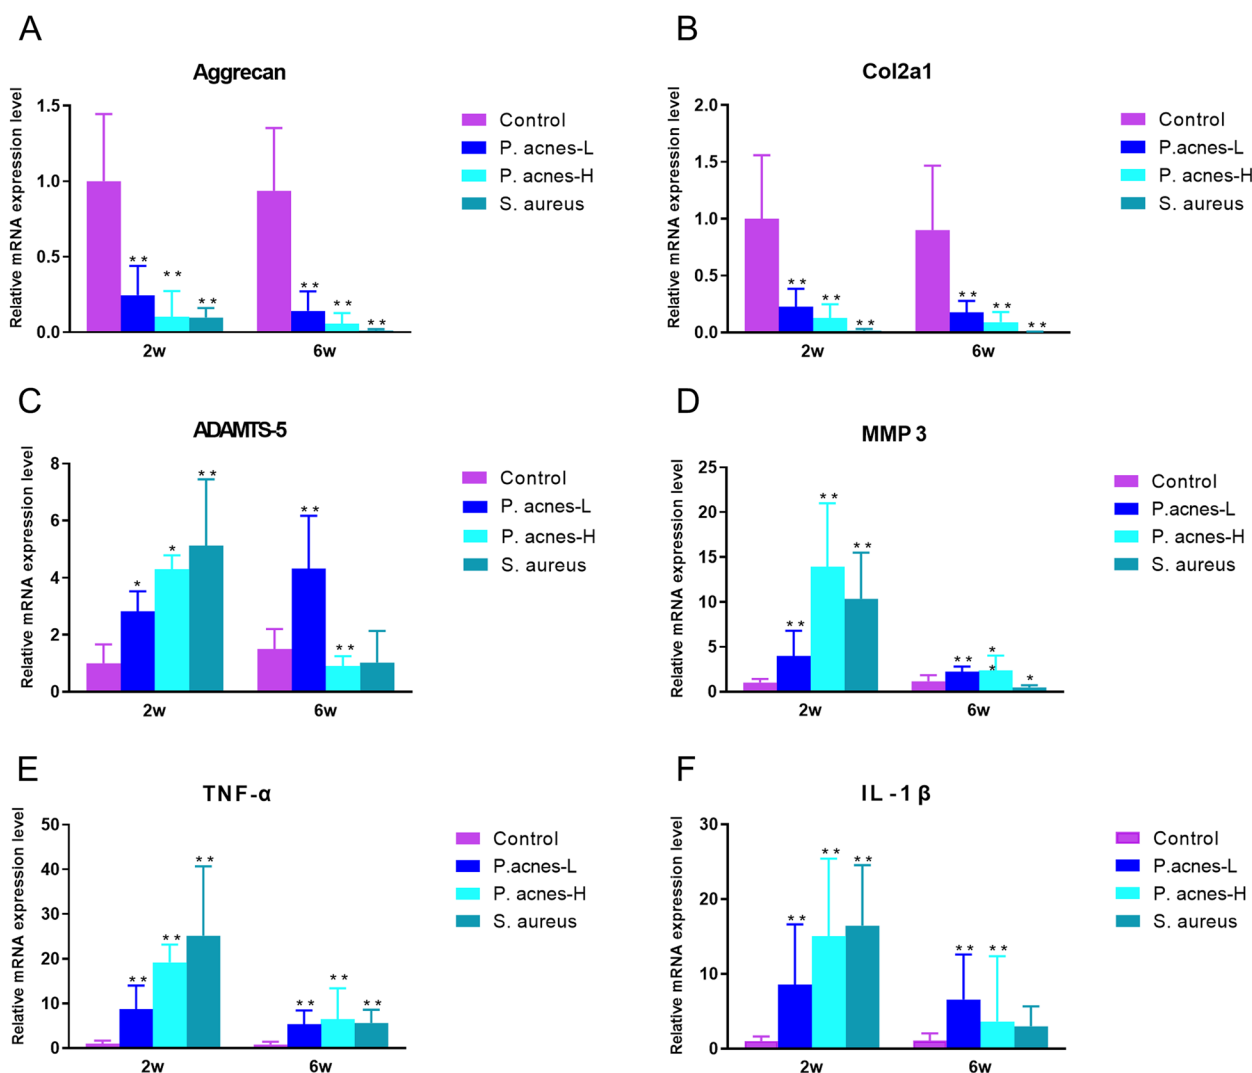 A
Aggrecan
Relative mRNA expression level
1.5
1.0
0.5
0.0
** ** ** ** ** **
2w 6w
Control
P. acnes-L
P. acnes-H
S. aureus
B
Col2a1
Relative mRNA expression level
2.0
1.5
1.0
0.5
0.0
** ** ** ** ** **
2w 6w
Control
P.acnes-L
P. acnes-H
S. aureus
C
ADAMTS-5
Relative mRNA expression level
8
6
4
2
0
* * ** ** **
2w 6w
Control
P. acnes-L
P. acnes-H
S. aureus
D
MMP 3
Relative mRNA expression level
25
20
15
10
5
0
** ** ** ** ** *
2w 6w
Control
P.acnes-L
P. acnes-H
S. aureus
E
TNF-α
Relative mRNA expression level
50
40
30
20
10
0
** ** ** ** ** **
2w 6w
Control
P.acnes-L
P. acnes-H
S. aureus
F
IL -1 β
Relative mRNA expression level
30
20
10
0
** ** ** ** **
2w 6w
Control
P.acnes-L
P. acnes-H
S. aureus